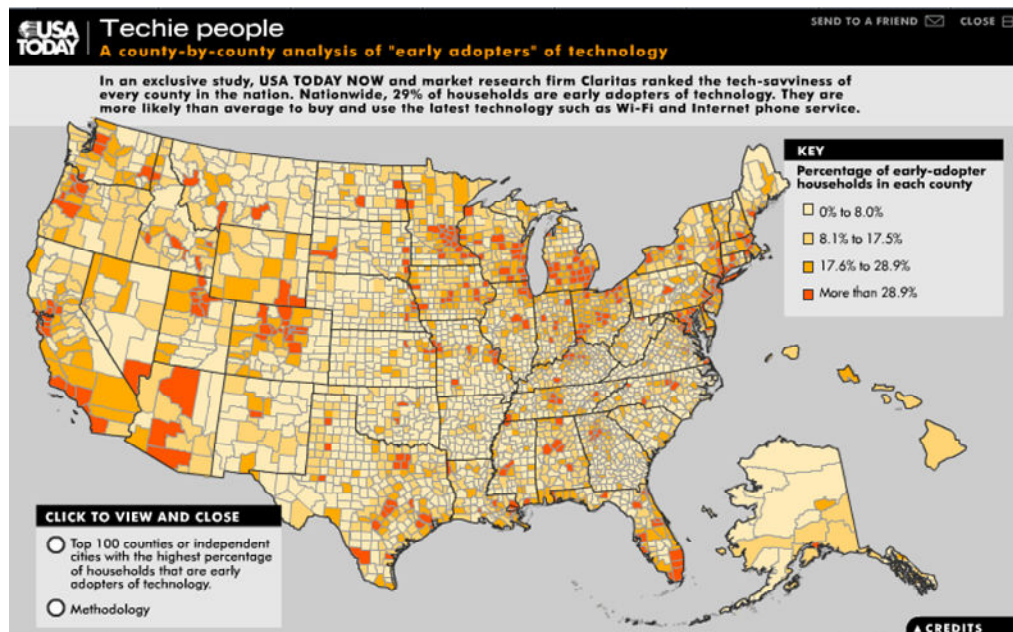 USA
TODAY
Techie people
SEND TO A FRIEND
CLOSE
A county-by-county analysis of "early adopters" of technology
In an exclusive study, USA TODAY NOW and market research firm Claritas ranked the tech-savviness of
every county in the nation. Nationwide, 29% of households are early adopters of technology. They are
more likely than average to buy and use the latest technology such as Wi-Fi and Internet phone service.
KEY
Percentage of early-adopter
households in each county
0% to 8.0%
8.1% to 17.5%
17.6% to 28.9%
More than 28.9%
CLICK TO VIEW AND CLOSE
Top 100 counties or independent
cities with the highest percentage
of households that are early
adopters of technology.
Methodology
CREDITS